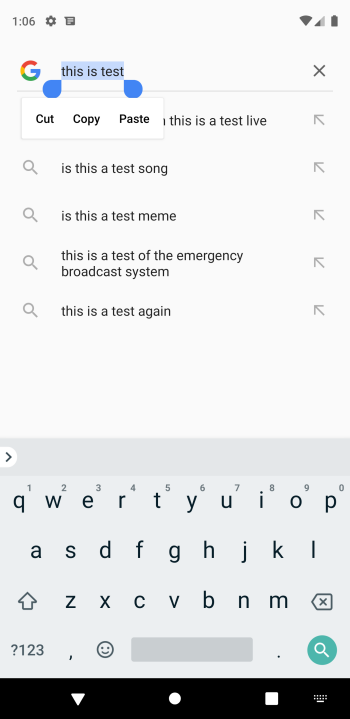 1:06
this is test
Cut Copy Paste
this is a test live
is this a test song
is this a test meme
this is a test of the emergency
broadcast system
this is a test again
1 2 3 4 5 6 7 8 9 0
q w e r t y u i o p
a s d f g h j k l
z x c v b n m
?123 , .